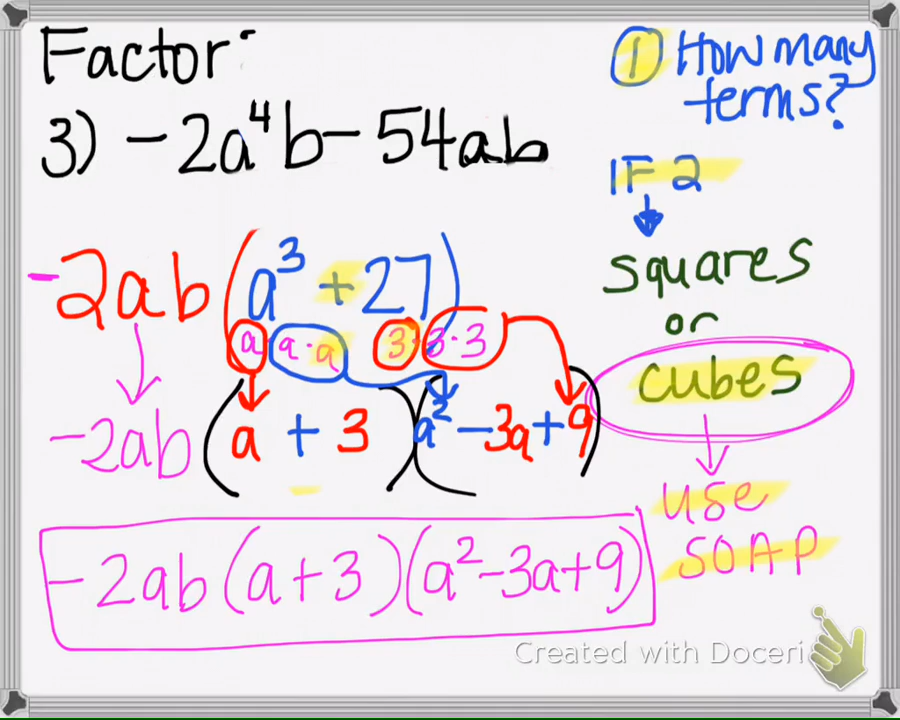 Factor:
3) -2a⁴b - 54ab
-2ab (a³ + 27)
a a·a 3·3·3
-2ab (a + 3)(a² - 3a + 9)
-2ab (a+3)(a²-3a+9)
① How many
terms?
IF 2
squares
or
cubes
use
SOAP
Created with Doceri